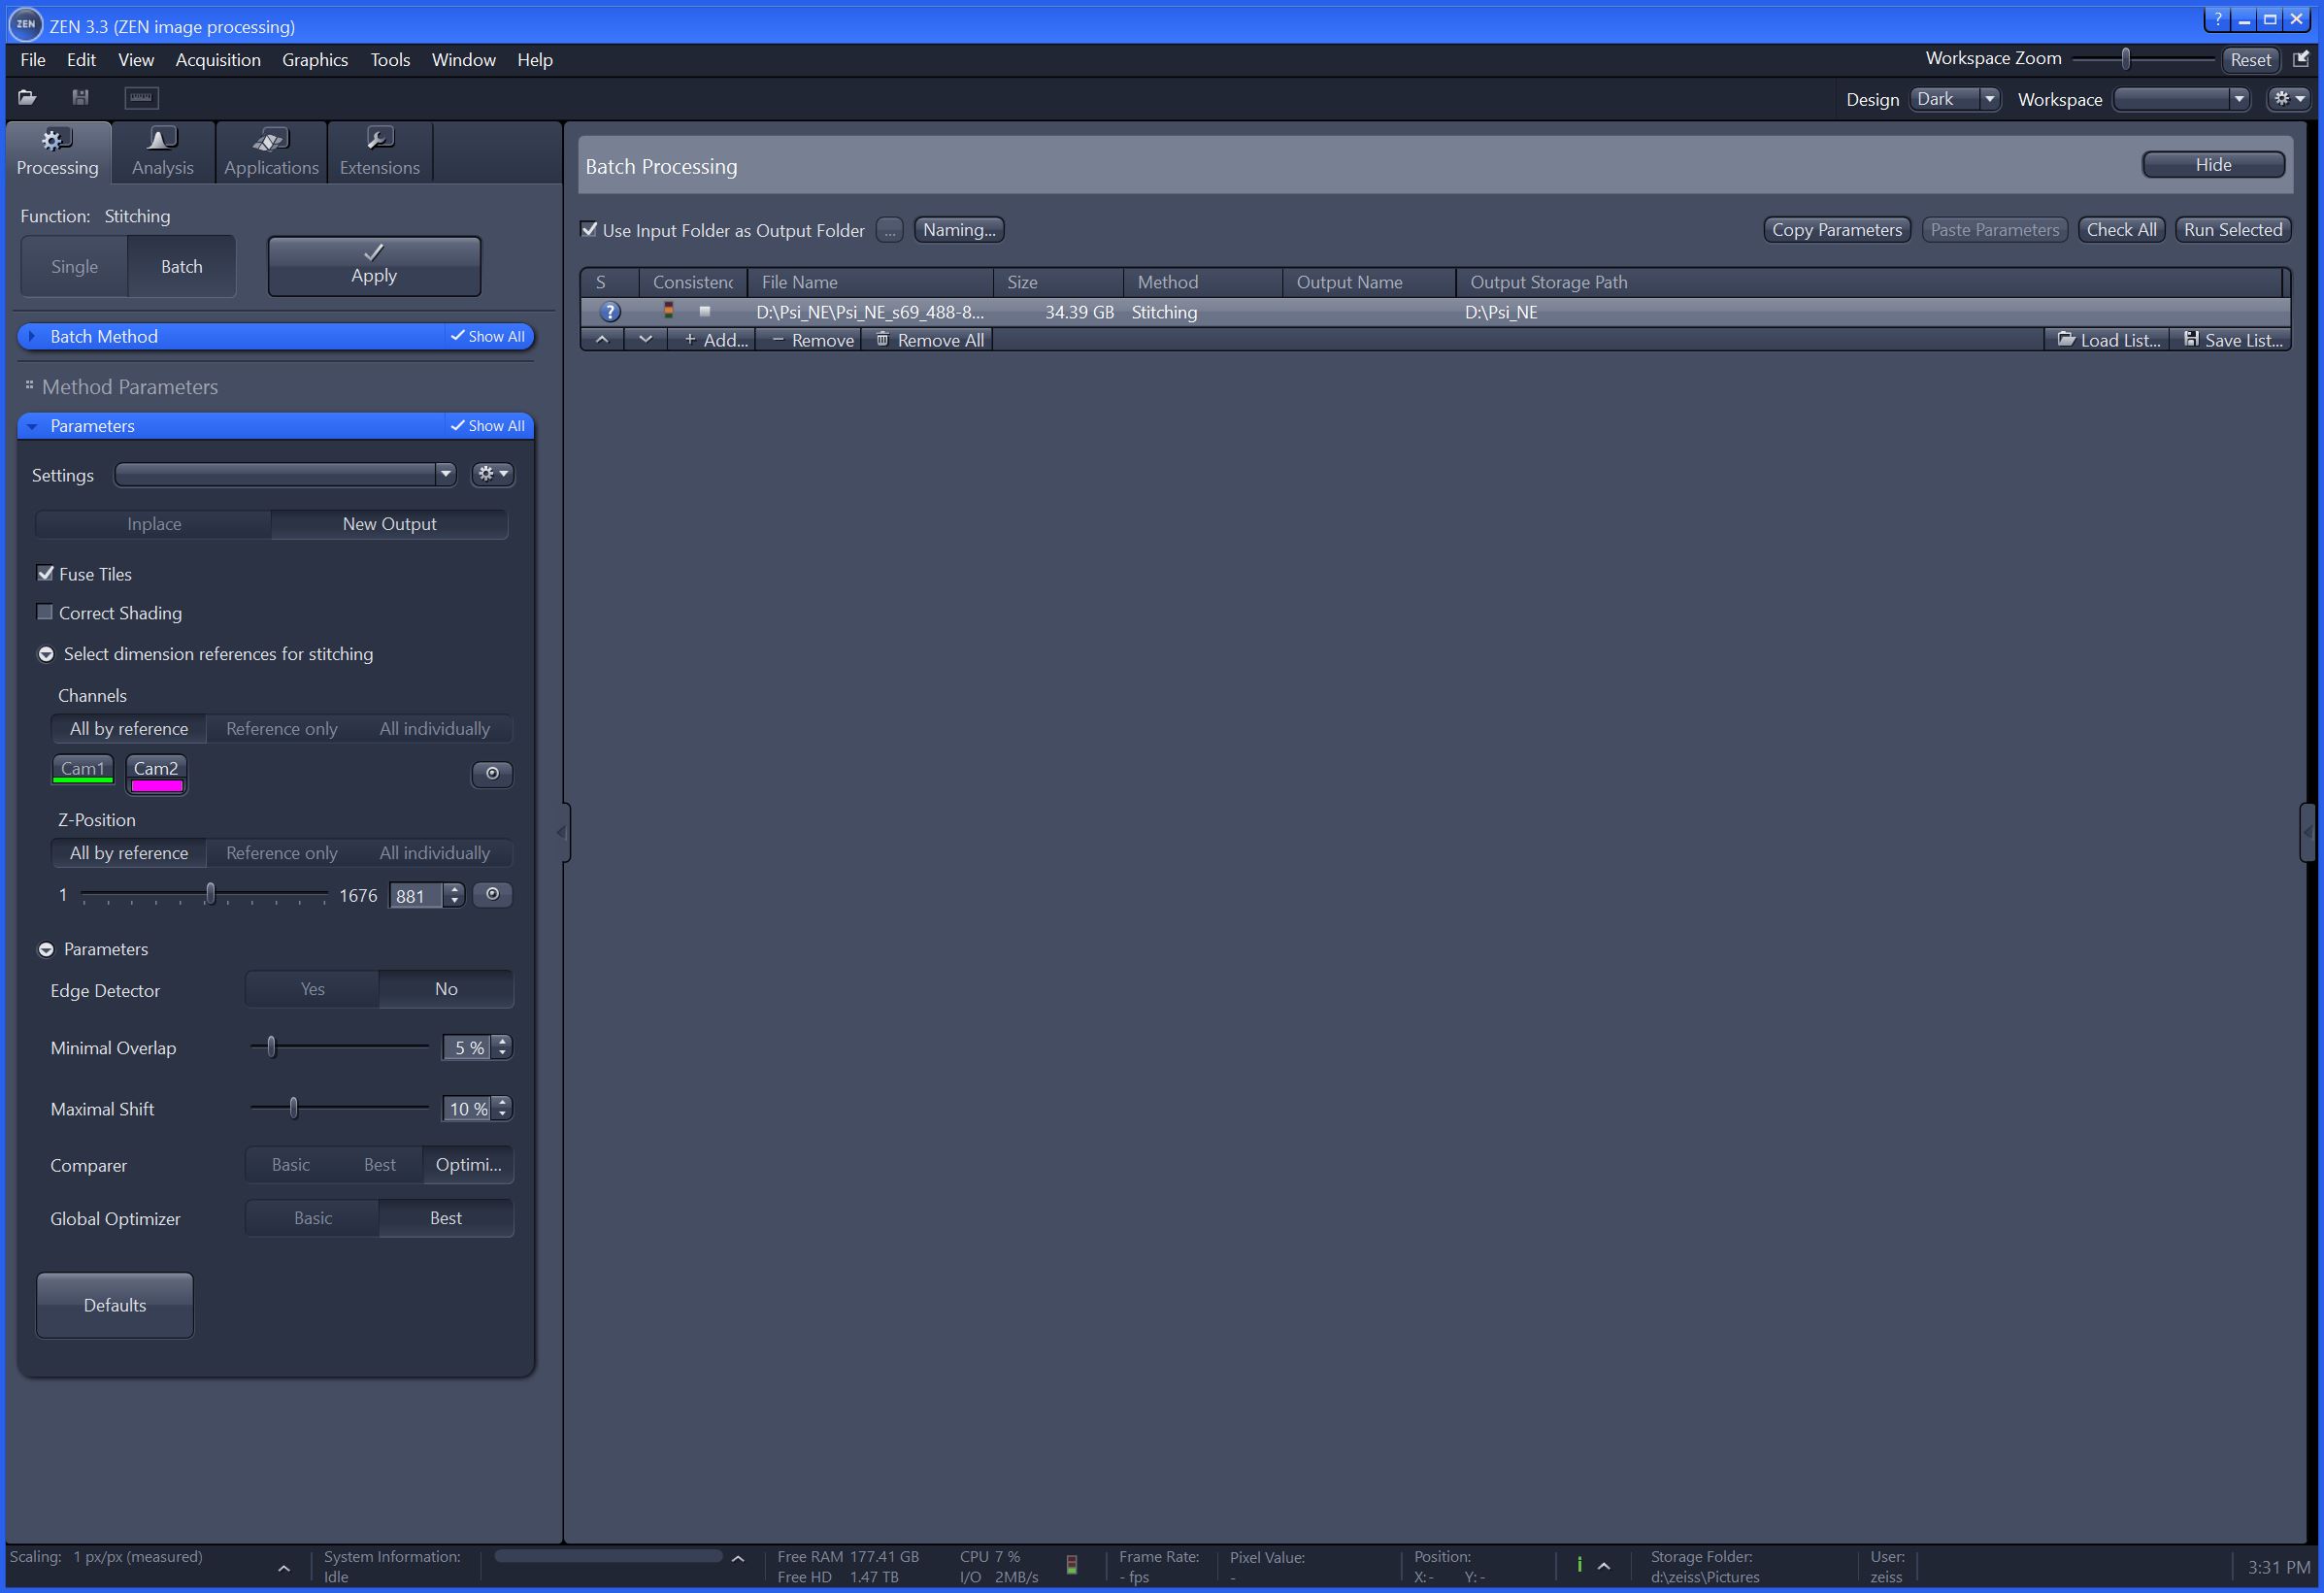 ZEN
ZEN 3.3 (ZEN image processing)
?
File Edit View Acquisition Graphics Tools Window Help
Workspace Zoom Reset
Design Dark Workspace
Processing Analysis Applications Extensions
Function: Stitching
Single Batch Apply
Batch Method Show All
Method Parameters
Parameters Show All
Settings
Inplace New Output
Fuse Tiles
Correct Shading
Select dimension references for stitching
Channels
All by reference Reference only All individually
Cam1 Cam2
Z-Position
All by reference Reference only All individually
1 1676 881
Parameters
Edge Detector Yes No
Minimal Overlap 5 %
Maximal Shift 10 %
Comparer Basic Best Optimi...
Global Optimizer Basic Best
Defaults
Batch Processing Hide
Use Input Folder as Output Folder ... Naming... Copy Parameters Paste Parameters Check All Run Selected
S Consistenc File Name Size Method Output Name Output Storage Path
? D:\Psi_NE\Psi_NE_s69_488-8... 34.39 GB Stitching D:\Psi_NE
+ Add... − Remove Remove All Load List... Save List...
Scaling: 1 px/px (measured)
System Information:
Idle
Free RAM 177.41 GB
Free HD 1.47 TB
CPU 7 %
I/O 2MB/s
Frame Rate:
- fps
Pixel Value:
-
Position:
X: - Y: -
i
Storage Folder:
d:\zeiss\Pictures
User:
zeiss
3:31 PM